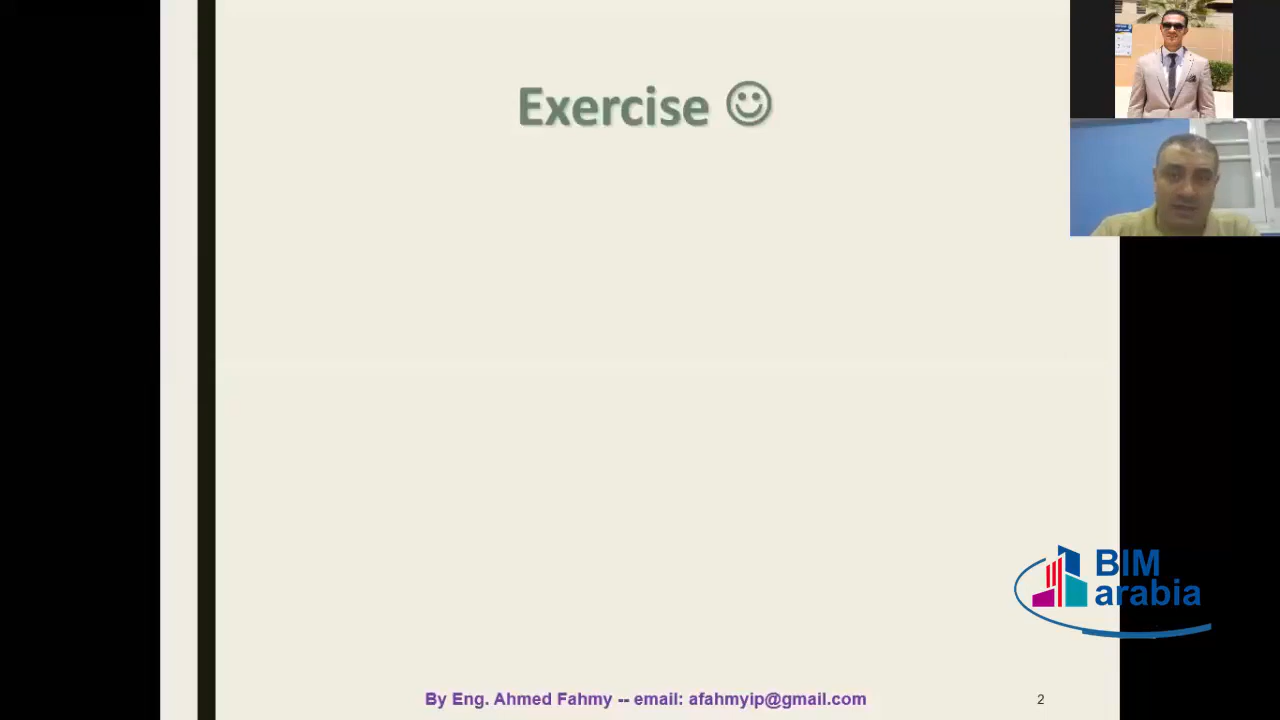 Exercise ☺
BIM
arabia
By Eng. Ahmed Fahmy -- email: afahmyip@gmail.com
2